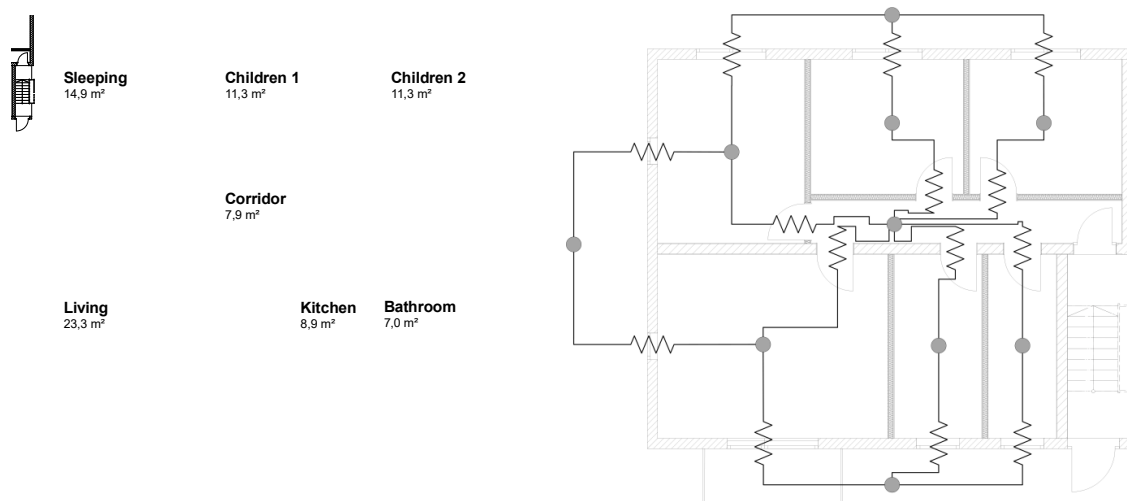 Sleeping
14,9 m²
Children 1
11,3 m²
Children 2
11,3 m²
Corridor
7,9 m²
Living
23,3 m²
Kitchen
8,9 m²
Bathroom
7,0 m²